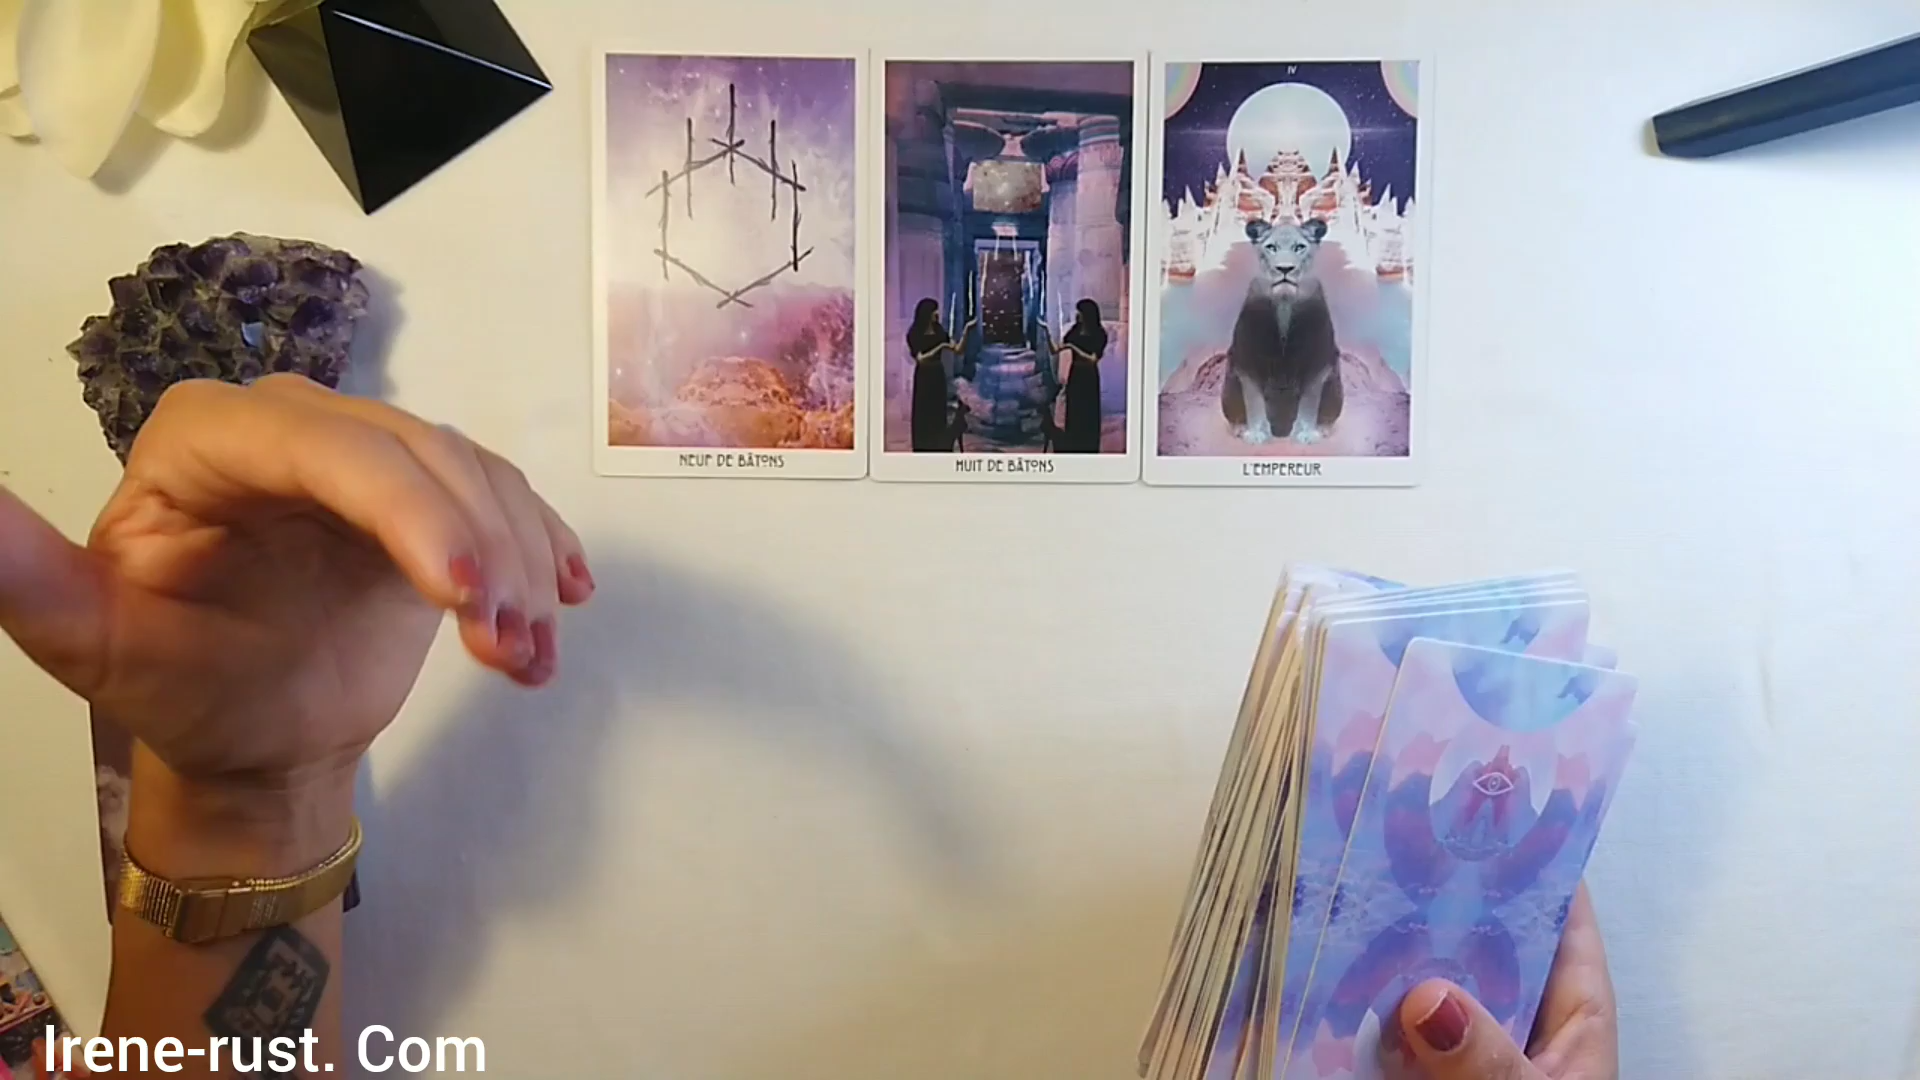 IV
NEUF DE BÂTONS
HUIT DE BÂTONS
L'EMPEREUR
Irene-rust. Com